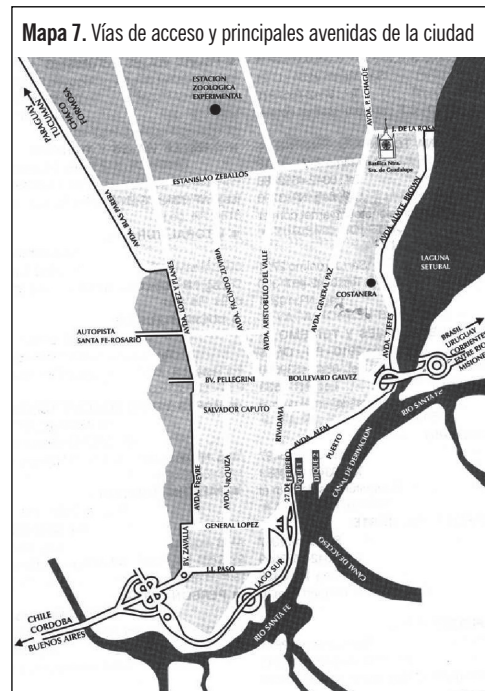 Mapa 7. Vías de acceso y principales avenidas de la ciudad
ESTACION
ZOOLOGICA
EXPERIMENTAL
PARAGUAY
TUCUMAN
CHACO
FORMOSA
AVDA. P. ECHAGÜE
J. DE LA ROSA
Basílica Ntra.
Sra. de Guadalupe
ESTANISLAO ZEBALLOS
AVDA. BLAS PARERA
AVDA. ALMTE. BROWN
LAGUNA
SETUBAL
AVDA. LOPEZ Y PLANES
AVDA. FACUNDO ZUVIRIA
AVDA. ARISTOBULO DEL VALLE
AVDA. GENERAL PAZ
COSTANERA
AVDA. 7 JEFES
AUTOPISTA
SANTA FE-ROSARIO
BRASIL
URUGUAY
CORRIENTES
ENTRE RIOS
MISIONES
BV. PELLEGRINI
BOULEVARD GALVEZ
RIO SANTA FE
SALVADOR CAPUTO
RIVADAVIA
AVDA. ALEM
PUERTO
CANAL DE DERIVACION
AVDA. FREYRE
AVDA. URQUIZA
27 DE FEBRERO
DIQUE 1
DIQUE 2
GENERAL LOPEZ
BV. ZAVALLA
J.J. PASO
LAGO SUR
CANAL DE ACCESO
RIO SANTA FE
CHILE
CORDOBA
BUENOS AIRES